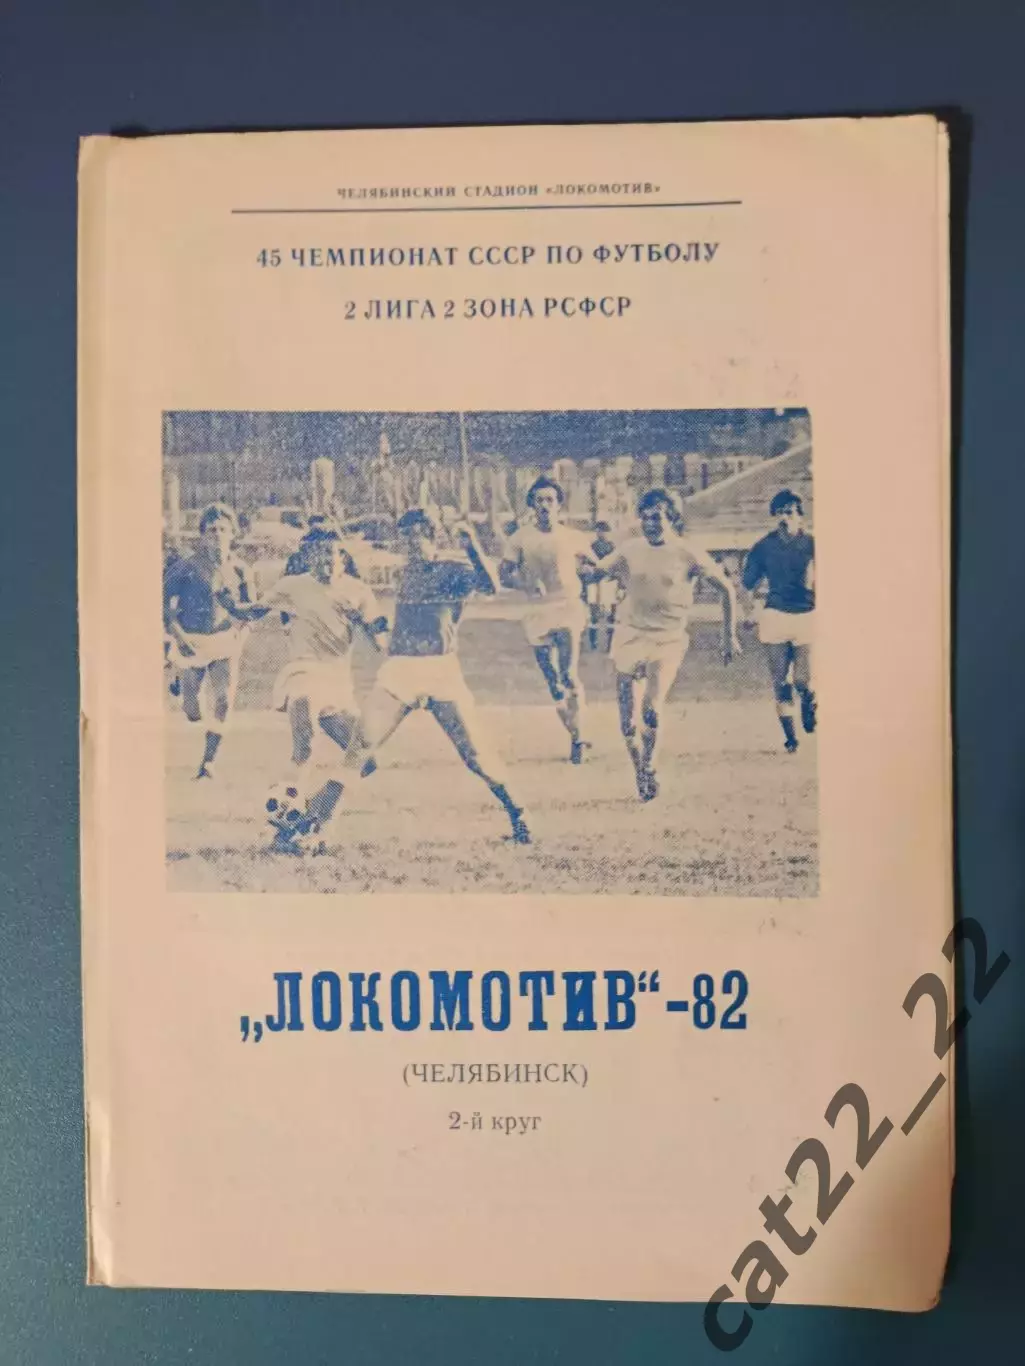 ЧЕЛЯБИНСКИЙ СТАДИОН «ЛОКОМОТИВ»
45 ЧЕМПИОНАТ СССР ПО ФУТБОЛУ
2 ЛИГА 2 ЗОНА РСФСР
„ЛОКОМОТИВ“-82
(ЧЕЛЯБИНСК)
2-й круг
cat22_22